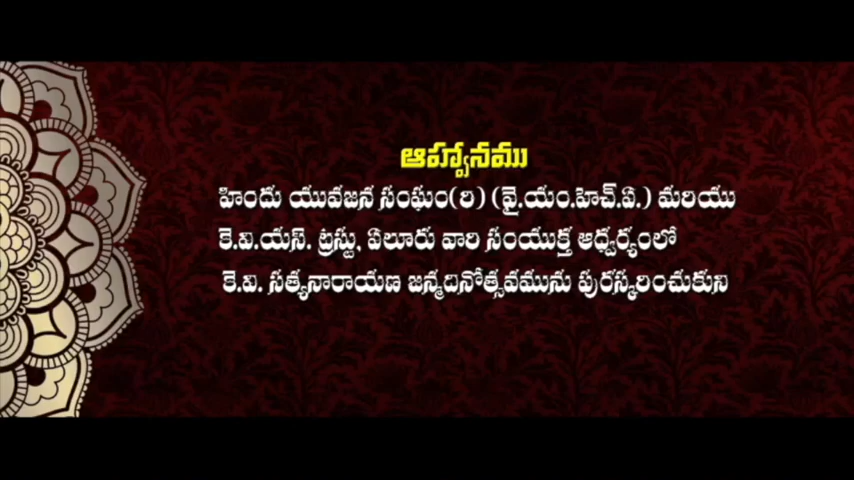 ఆహ్వానము
హిందు యువజన సంఘం(రి) (వై.యం.హెచ్.ఏ.) మరియు
కె.వి.యస్. ట్రస్టు, ఏలూరు వారి సంయుక్త ఆధ్వర్యంలో
కె.వి. సత్యనారాయణ జన్మదినోత్సవమును పురస్కరించుకుని